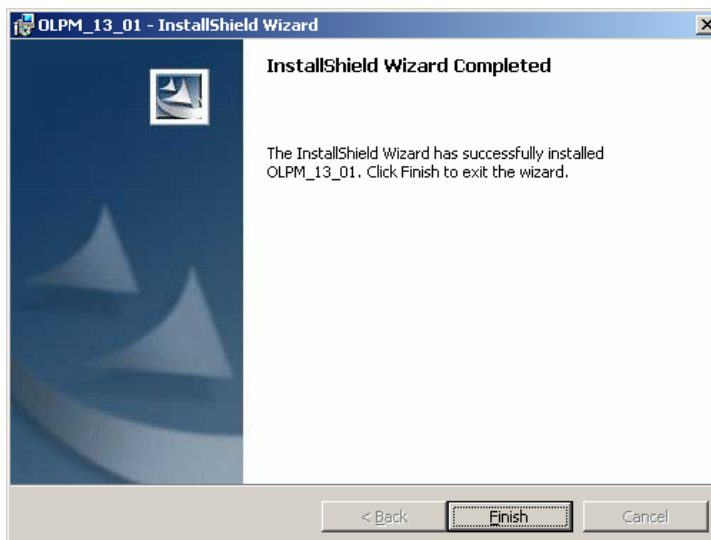 OLPM_13_01 - InstallShield Wizard
InstallShield Wizard Completed
The InstallShield Wizard has successfully installed
OLPM_13_01. Click Finish to exit the wizard.
< Back
Finish
Cancel